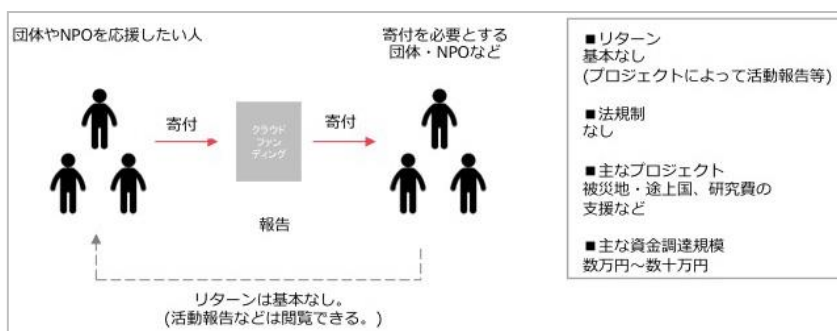 団体やNPOを応援したい人
寄付を必要とする
団体・NPOなど
寄付
クラウド
ファン
ディング
寄付
報告
リターンは基本なし。
(活動報告などは閲覧できる。)
■リターン
基本なし
(プロジェクトによって活動報告等)
■法規制
なし
■主なプロジェクト
被災地・途上国、研究費の
支援など
■主な資金調達規模
数万円～数十万円